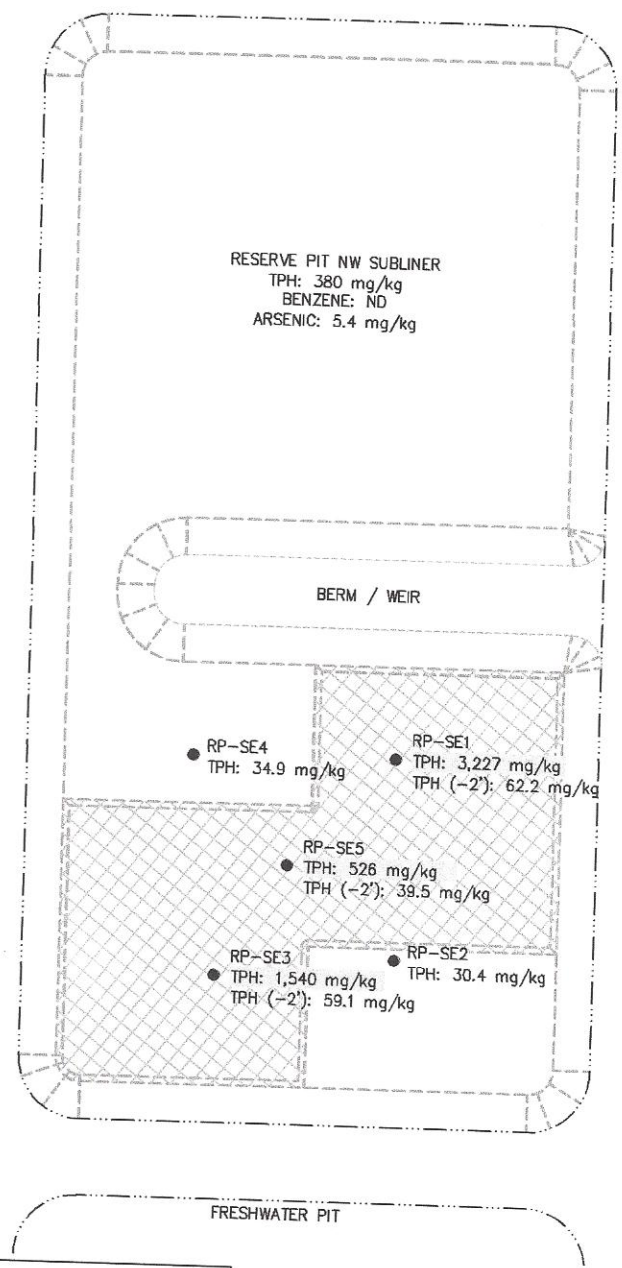 RESERVE PIT NW SUBLINER
TPH: 380 mg/kg
BENZENE: ND
ARSENIC: 5.4 mg/kg
BERM / WEIR
RP-SE4
TPH: 34.9 mg/kg
RP-SE1
TPH: 3,227 mg/kg
TPH (-2'): 62.2 mg/kg
RP-SE5
TPH: 526 mg/kg
TPH (-2'): 39.5 mg/kg
RP-SE3
TPH: 1,540 mg/kg
TPH (-2'): 59.1 mg/kg
RP-SE2
TPH: 30.4 mg/kg
FRESHWATER PIT